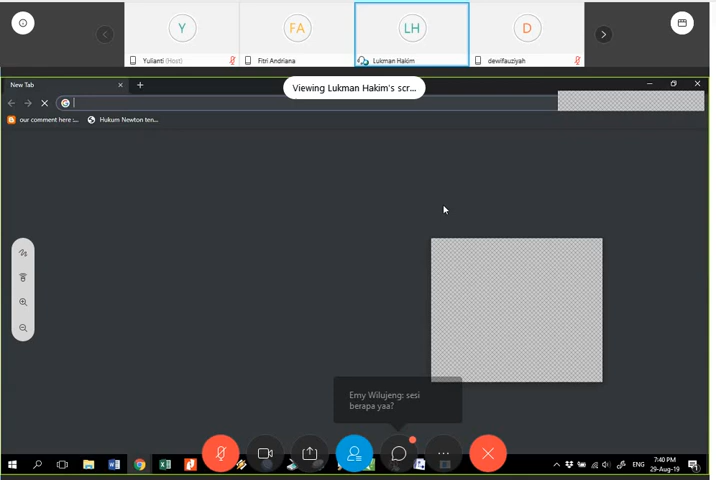 Y
FA
LH
D
Yulianti (Host)
Fitri Andriana
Lukman Hakim
dewifauziyah
New Tab
Viewing Lukman Hakim's scr...
our comment here :...
Hukum Newton ten...
Emy Wilujeng: sesi
berapa yaa?
ENG
7:40 PM
29-Aug-19